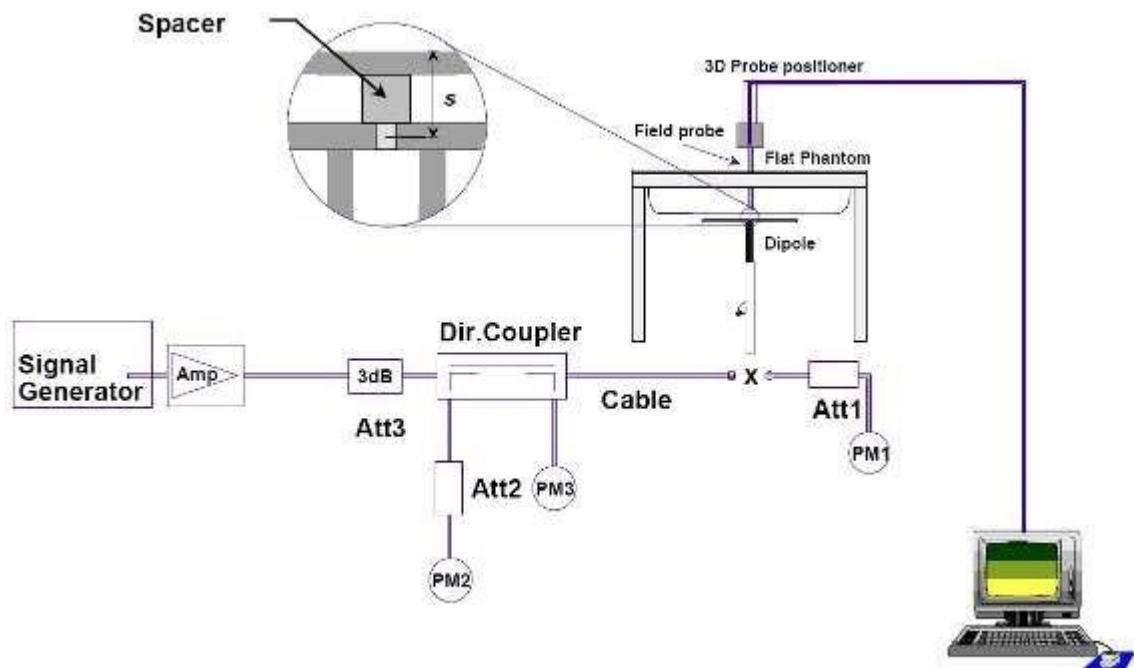 Spacer
s
3D Probe positioner
Field probe
Flat Phantom
Dipole
Signal
Generator
Amp
3dB
Att3
Dir.Coupler
Cable
X
Att1
PM1
Att2
PM3
PM2